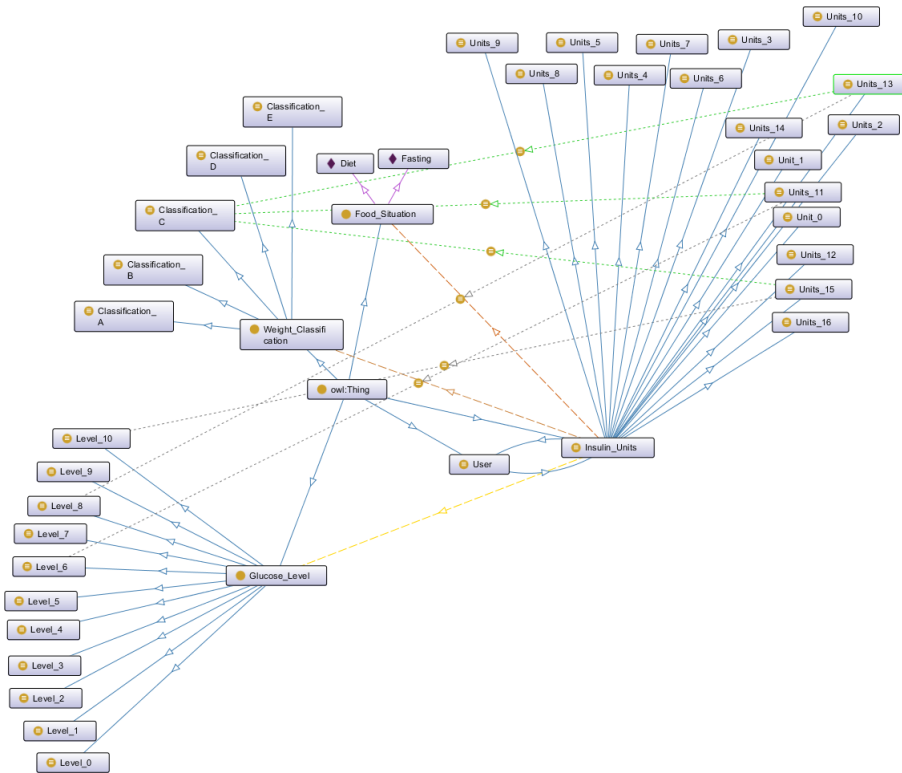 Units_10
Units_9
Units_5
Units_7
Units_3
Units_8
Units_4
Units_6
Units_13
Classification_
E
Units_14
Units_2
Classification_
D
Diet
Fasting
Unit_1
Units_11
Classification_
C
Food_Situation
Unit_0
Units_12
Classification_
B
Units_15
Classification_
A
Units_16
Weight_Classifi
cation
owl:Thing
Level_10
Insulin_Units
User
Level_9
Level_8
Level_7
Level_6
Glucose_Level
Level_5
Level_4
Level_3
Level_2
Level_1
Level_0